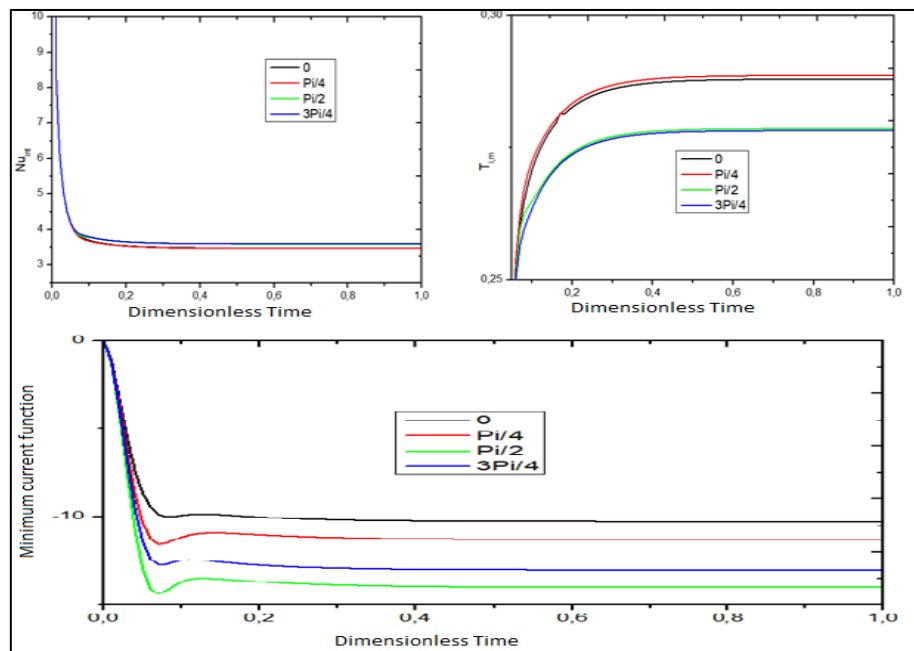 10
9
8
7
6
5
4
3
Nu_int
0
Pi/4
Pi/2
3Pi/4
0,0
0,2
0,4
0,6
0,8
1,0
Dimensionless Time
0,30
0,25
T_i,m
0
Pi/4
Pi/2
3Pi/4
0,2
0,4
0,6
0,8
1,0
Dimensionless Time
0
-10
Minimum current function
0
Pi/4
Pi/2
3Pi/4
0,0
0,2
0,4
0,6
0,8
1,0
Dimensionless Time